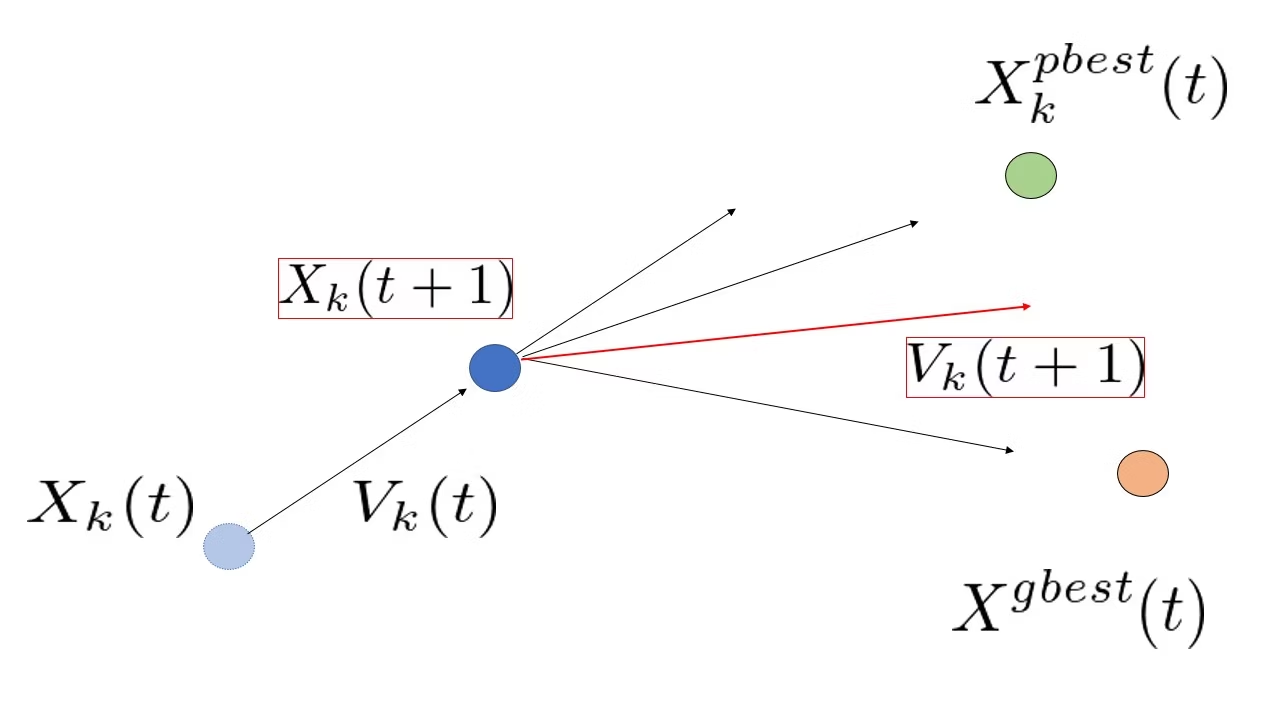 X_k^{pbest}(t)
X_k(t+1)
V_k(t+1)
X_k(t)
V_k(t)
X^{gbest}(t)